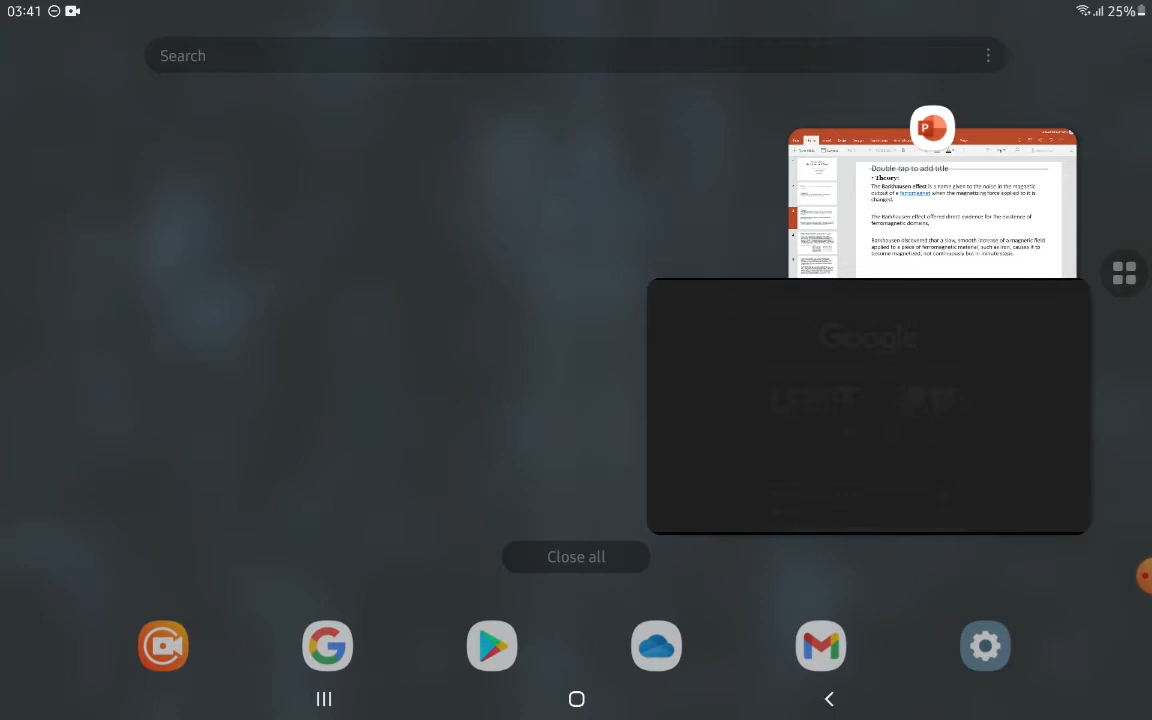 03:41
25%
Search
Double tap to add title
• Theory:
The Barkhausen effect is a name given to the noise in the magnetic
output of a ferromagnet when the magnetizing force applied to it is
changed.
The Barkhausen effect offered direct evidence for the existence of
ferromagnetic domains,
Barkhausen discovered that a slow, smooth increase of a magnetic field
applied to a piece of ferromagnetic material, such as iron, causes it to
become magnetized, not continuously but in minute steps.
Google
Close all